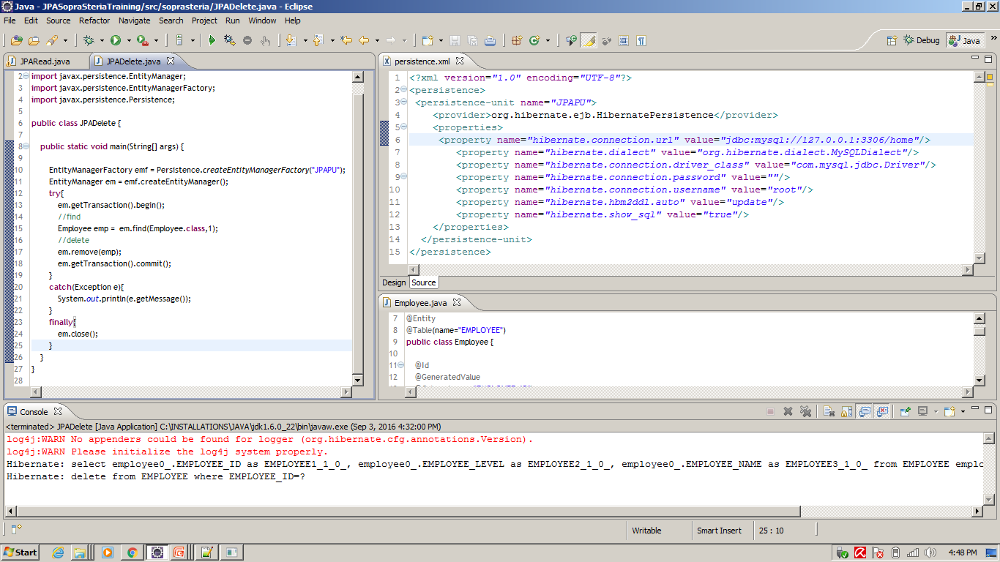 Java - JPASopraSteriaTraining/src/soprasteria/JPADelete.java - Eclipse
File Edit Source Refactor Navigate Search Project Run Window Help
Debug Java
JPARead.java JPADelete.java
2 import javax.persistence.EntityManager;
3 import javax.persistence.EntityManagerFactory;
4 import javax.persistence.Persistence;
5
6 public class JPADelete {
7
8 public static void main(String[] args) {
9
10 EntityManagerFactory emf = Persistence.createEntityManagerFactory("JPAPU");
11 EntityManager em = emf.createEntityManager();
12 try{
13 em.getTransaction().begin();
14 //find
15 Employee emp = em.find(Employee.class,1);
16 //delete
17 em.remove(emp);
18 em.getTransaction().commit();
19 }
20 catch(Exception e){
21 System.out.println(e.getMessage());
22 }
23 finally{
24 em.close();
25 }
26 }
27 }
28
persistence.xml
1 <?xml version="1.0" encoding="UTF-8"?>
2 <persistence>
3 <persistence-unit name="JPAPU">
4 <provider>org.hibernate.ejb.HibernatePersistence</provider>
5 <properties>
6 <property name="hibernate.connection.url" value="jdbc:mysql://127.0.0.1:3306/home"/>
7 <property name="hibernate.dialect" value="org.hibernate.dialect.MySQLDialect"/>
8 <property name="hibernate.connection.driver_class" value="com.mysql.jdbc.Driver"/>
9 <property name="hibernate.connection.password" value=""/>
10 <property name="hibernate.connection.username" value="root"/>
11 <property name="hibernate.hbm2ddl.auto" value="update"/>
12 <property name="hibernate.show_sql" value="true"/>
13 </properties>
14 </persistence-unit>
15 </persistence>
Design Source
Employee.java
7 @Entity
8 @Table(name="EMPLOYEE")
9 public class Employee {
10
11 @Id
12 @GeneratedValue
Console
<terminated> JPADelete [Java Application] C:\INSTALLATIONS\JAVA\jdk1.6.0_22\bin\javaw.exe (Sep 3, 2016 4:32:00 PM)
log4j:WARN No appenders could be found for logger (org.hibernate.cfg.annotations.Version).
log4j:WARN Please initialize the log4j system properly.
Hibernate: select employee0_.EMPLOYEE_ID as EMPLOYEE1_1_0_, employee0_.EMPLOYEE_LEVEL as EMPLOYEE2_1_0_, employee0_.EMPLOYEE_NAME as EMPLOYEE3_1_0_ from EMPLOYEE emplo
Hibernate: delete from EMPLOYEE where EMPLOYEE_ID=?
Writable Smart Insert 25 : 10
Start 4:48 PM